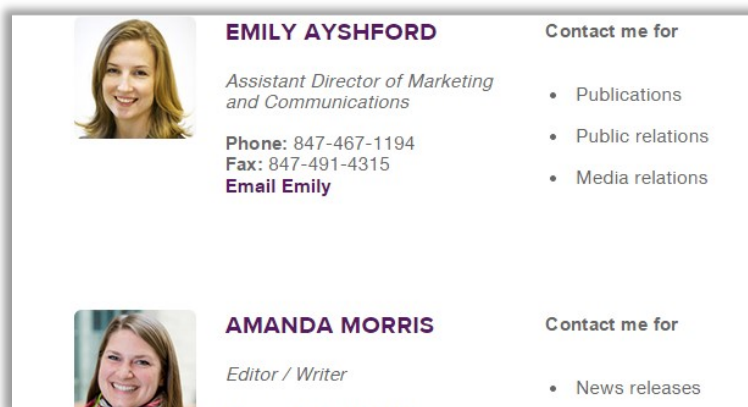 EMILY AYSHFORD
Assistant Director of Marketing
and Communications
Phone: 847-467-1194
Fax: 847-491-4315
Email Emily
Contact me for
• Publications
• Public relations
• Media relations
AMANDA MORRIS
Editor / Writer
Contact me for
• News releases